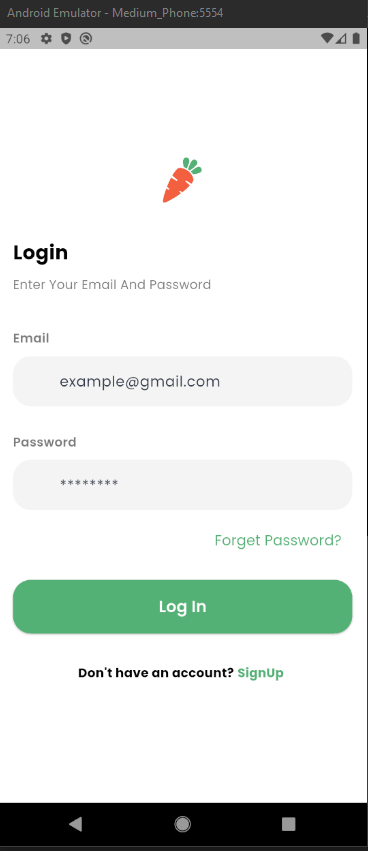 Android Emulator - Medium_Phone:5554
7:06
Login
Enter Your Email And Password
Email
example@gmail.com
Password
********
Forget Password?
Log In
Don't have an account? SignUp